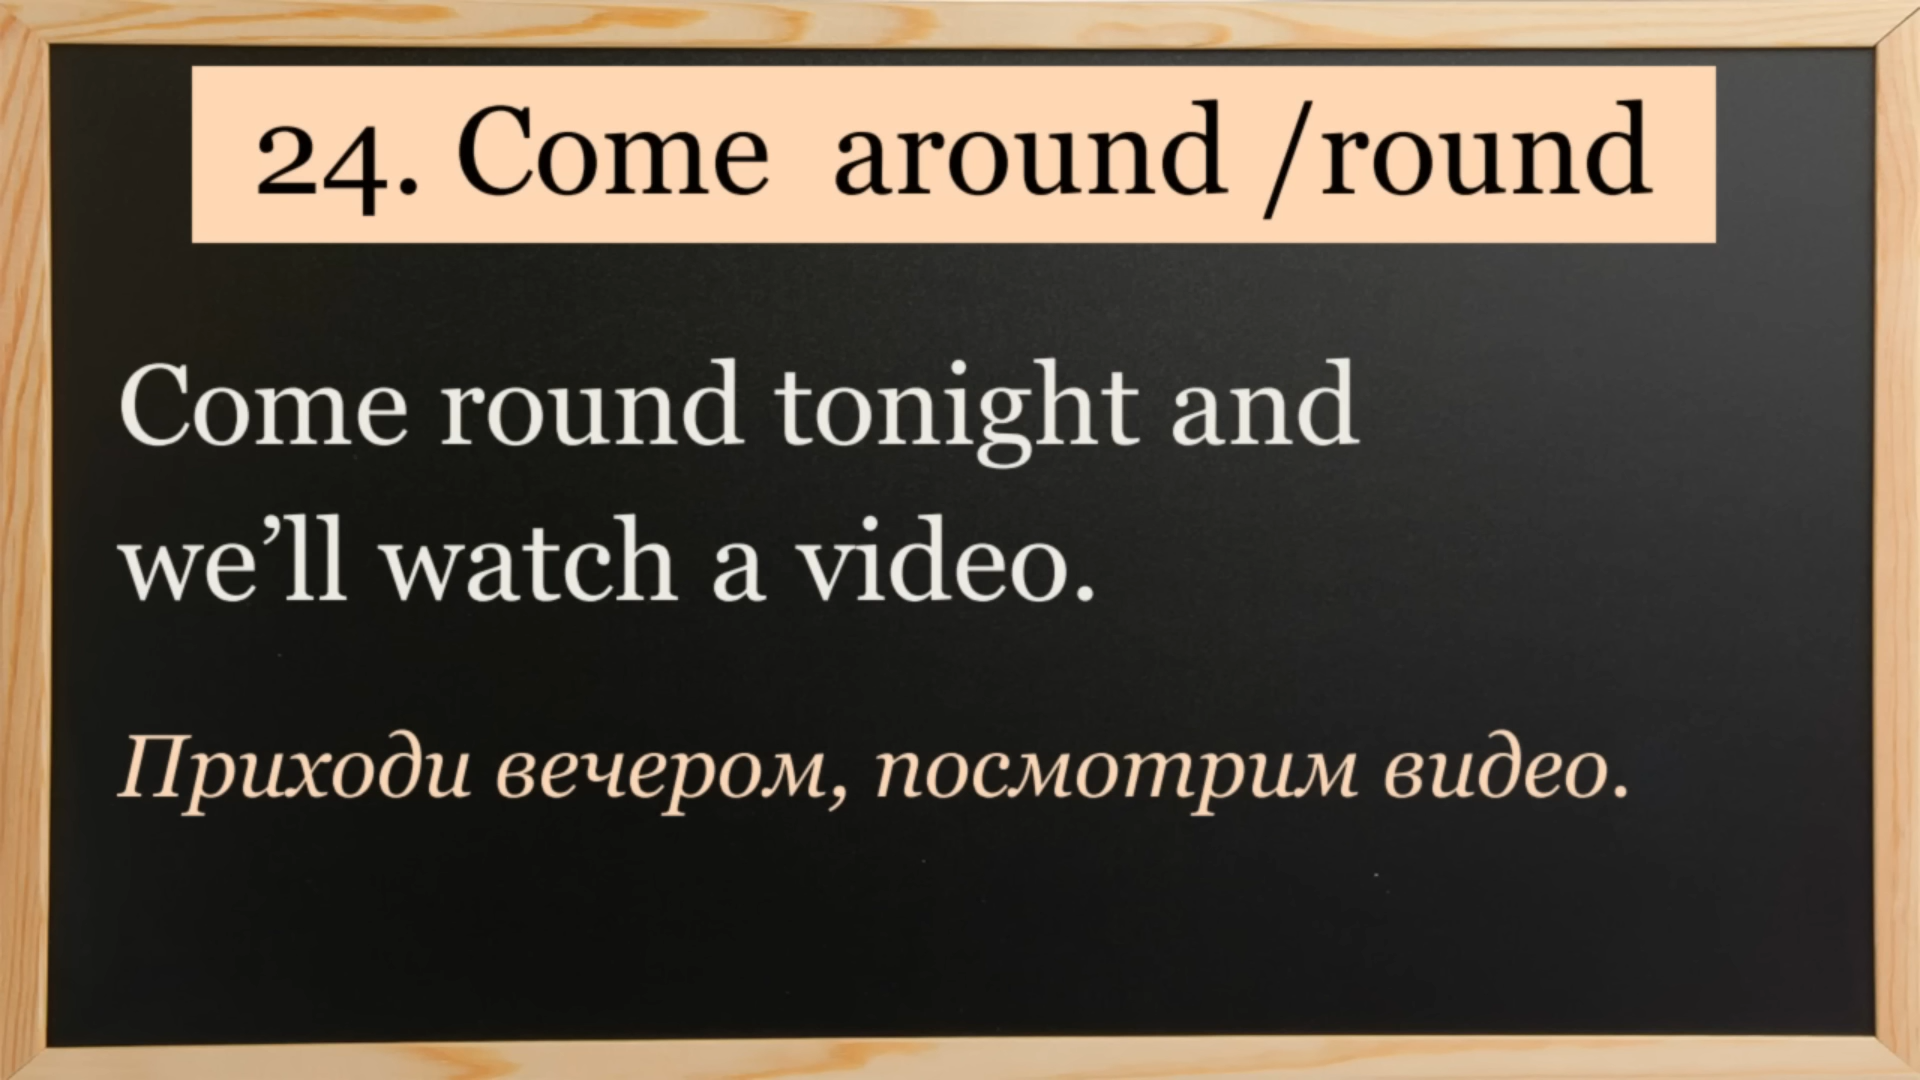 24. Come around /round
Come round tonight and
we’ll watch a video.
Приходи вечером, посмотрим видео.